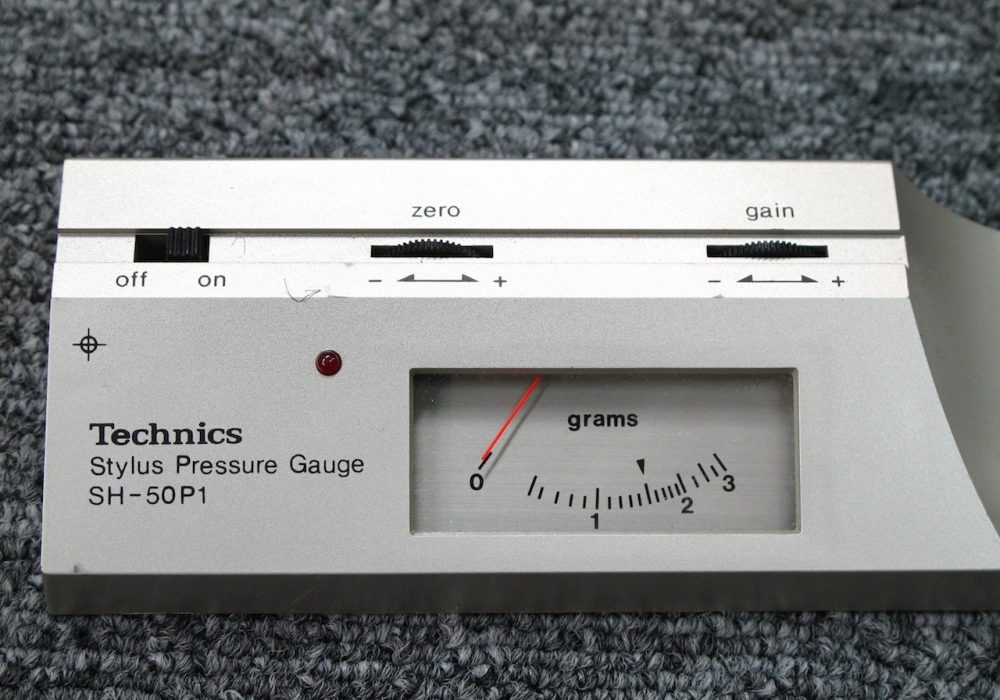 zero gain
off on - + - +
Technics
Stylus Pressure Gauge
SH-50P1
grams
0 1 2 3